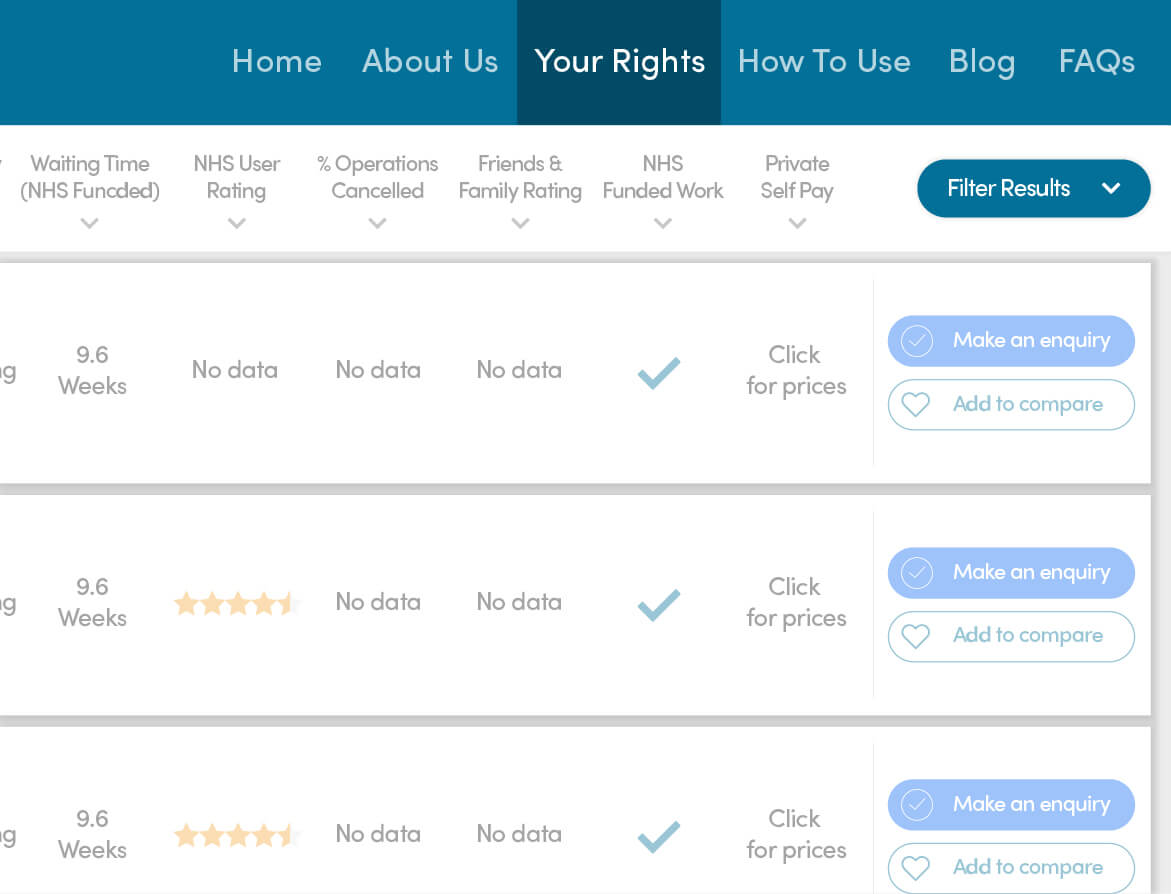 Home About Us Your Rights How To Use Blog FAQs
Waiting Time NHS User % Operations Friends & NHS Private
(NHS Funcded) Rating Cancelled Family Rating Funded Work Self Pay
Filter Results
9.6
Weeks
No data
No data
No data
Click
for prices
Make an enquiry
Add to compare
9.6
Weeks
No data
No data
Click
for prices
Make an enquiry
Add to compare
9.6
Weeks
No data
No data
Click
for prices
Make an enquiry
Add to compare